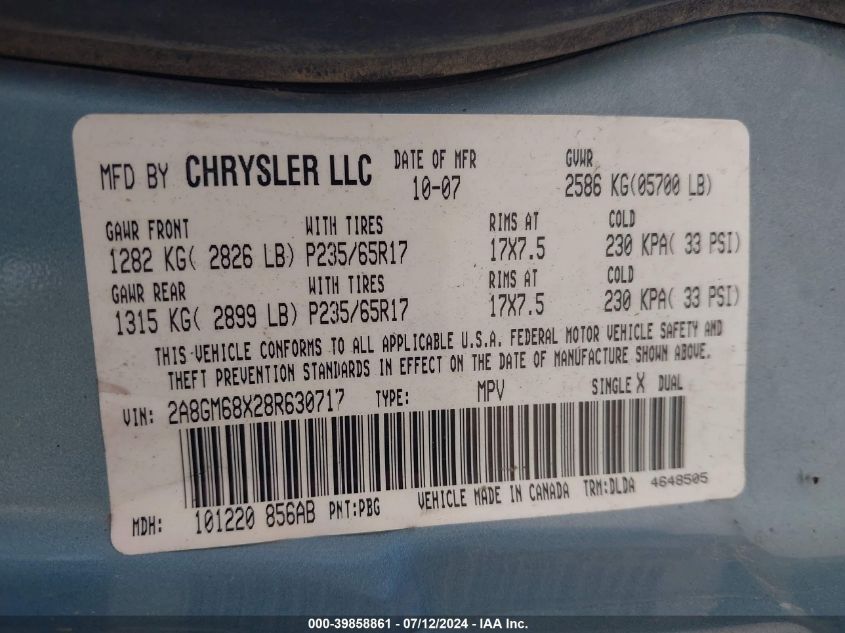 MFD BY CHRYSLER LLC DATE OF MFR 10-07 GVWR 2586 KG(05700 LB)
GAWR FRONT WITH TIRES RIMS AT COLD
1282 KG( 2826 LB) P235/65R17 17X7.5 230 KPA( 33 PSI)
GAWR REAR WITH TIRES RIMS AT COLD
1315 KG( 2899 LB) P235/65R17 17X7.5 230 KPA( 33 PSI)
THIS VEHICLE CONFORMS TO ALL APPLICABLE U.S.A. FEDERAL MOTOR VEHICLE SAFETY AND
THEFT PREVENTION STANDARDS IN EFFECT ON THE DATE OF MANUFACTURE SHOWN ABOVE.
VIN: 2A8GM68X28R630717 TYPE: MPV SINGLE X DUAL
MDH: 101220 856AB PNT:PBG VEHICLE MADE IN CANADA TRM:DLDA 4648505
000-39858861 - 07/12/2024 - IAA Inc.